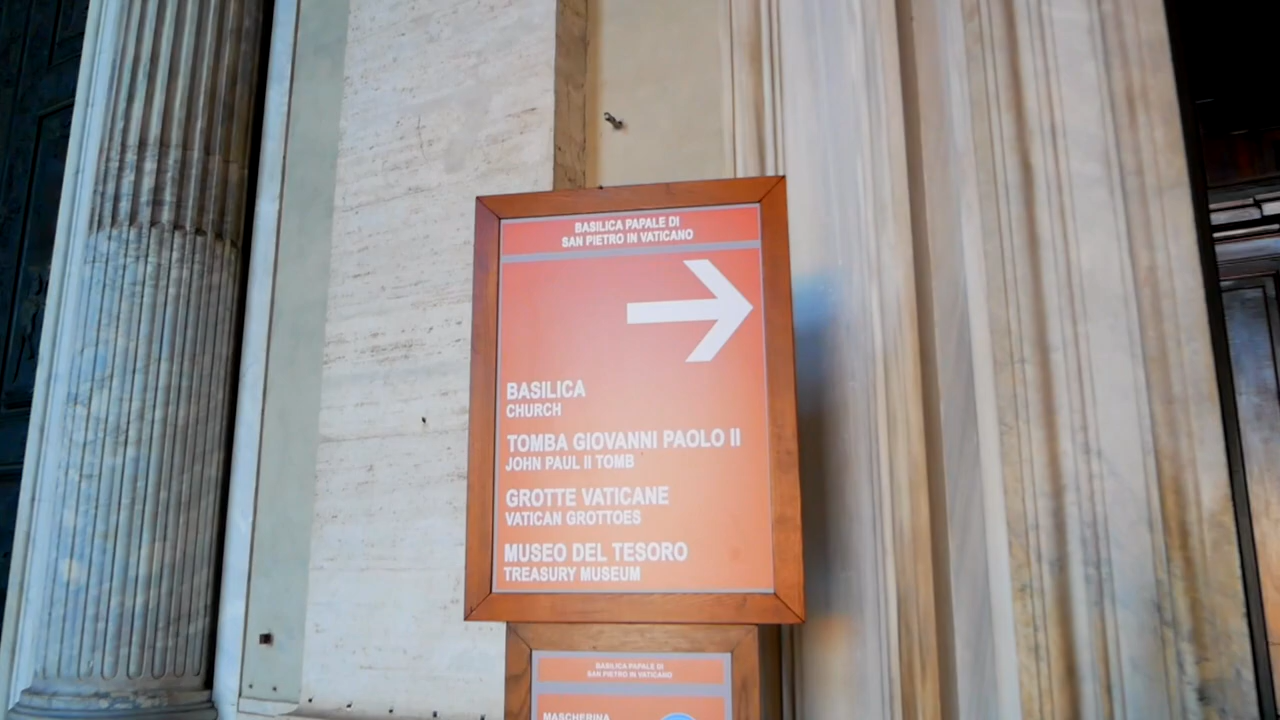 BASILICA PAPALE DI
SAN PIETRO IN VATICANO
BASILICA
CHURCH
TOMBA GIOVANNI PAOLO II
JOHN PAUL II TOMB
GROTTE VATICANE
VATICAN GROTTOES
MUSEO DEL TESORO
TREASURY MUSEUM
BASILICA PAPALE DI
SAN PIETRO IN VATICANO
MASCHERINA